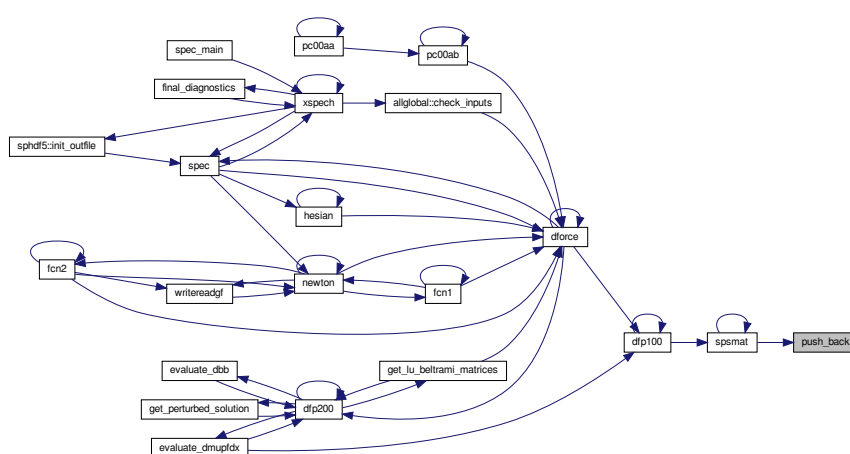 spec_main
pc00aa
pc00ab
final_diagnostics
xspech
allglobal::check_inputs
sphdf5::init_outfile
spec
hesian
dforce
fcn2
newton
writereadgf
fcn1
dfp100
spsmat
push_back
evaluate_dbb
get_lu_beltrami_matrices
get_perturbed_solution
dfp200
evaluate_dmupfdx